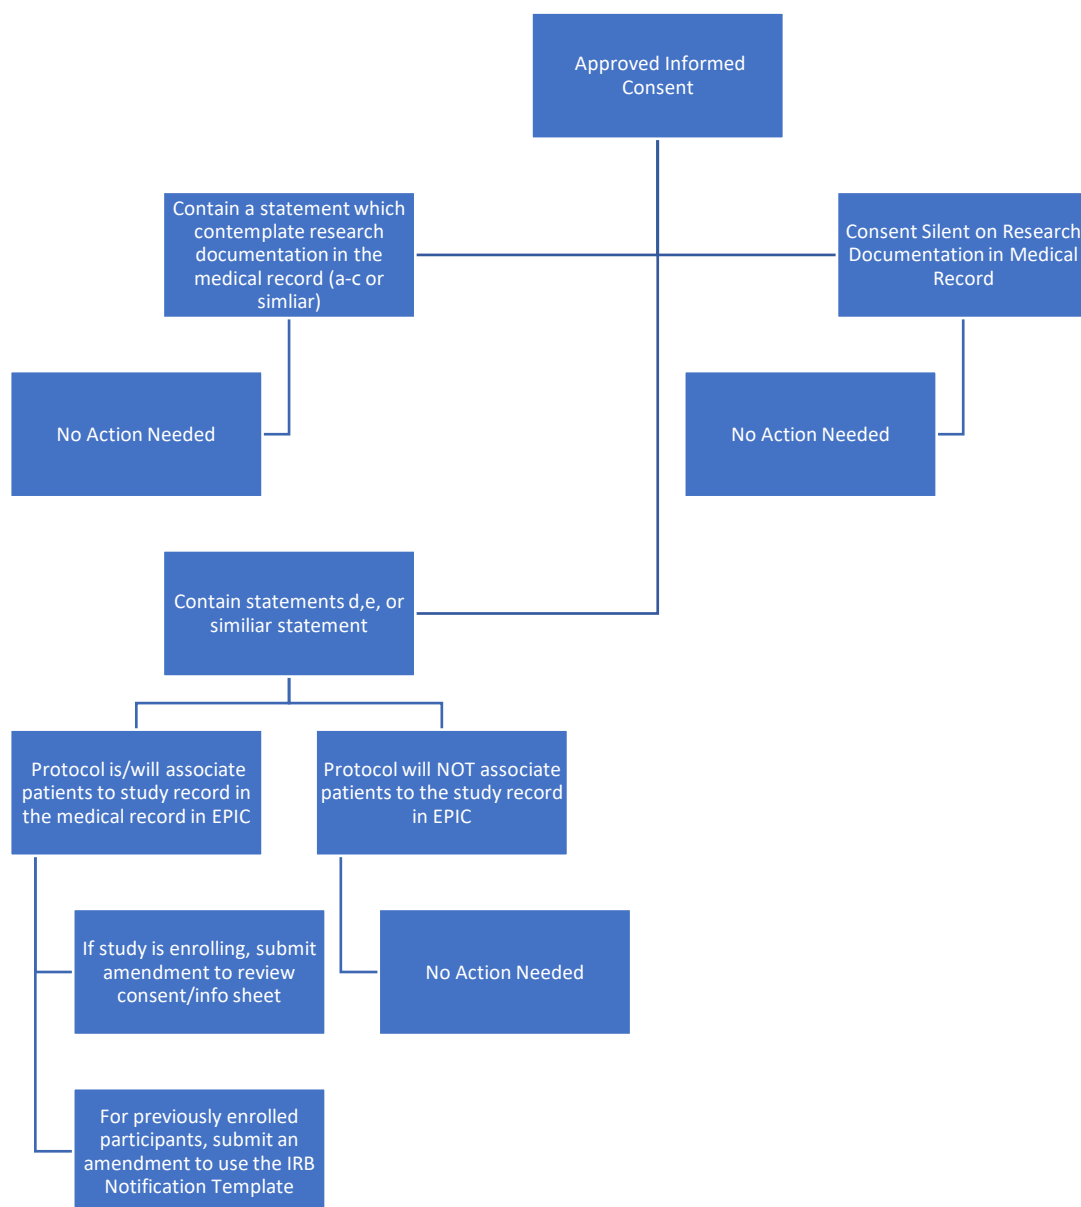 Approved Informed
Consent
Contain a statement which
contemplate research
documentation in the
medical record (a-c or
simliar)
Consent Silent on Research
Documentation in Medical
Record
No Action Needed
No Action Needed
Contain statements d,e, or
similiar statement
Protocol is/will associate
patients to study record in
the medical record in EPIC
Protocol will NOT associate
patients to the study record
in EPIC
If study is enrolling, submit
amendment to review
consent/info sheet
No Action Needed
For previously enrolled
participants, submit an
amendment to use the IRB
Notification Template